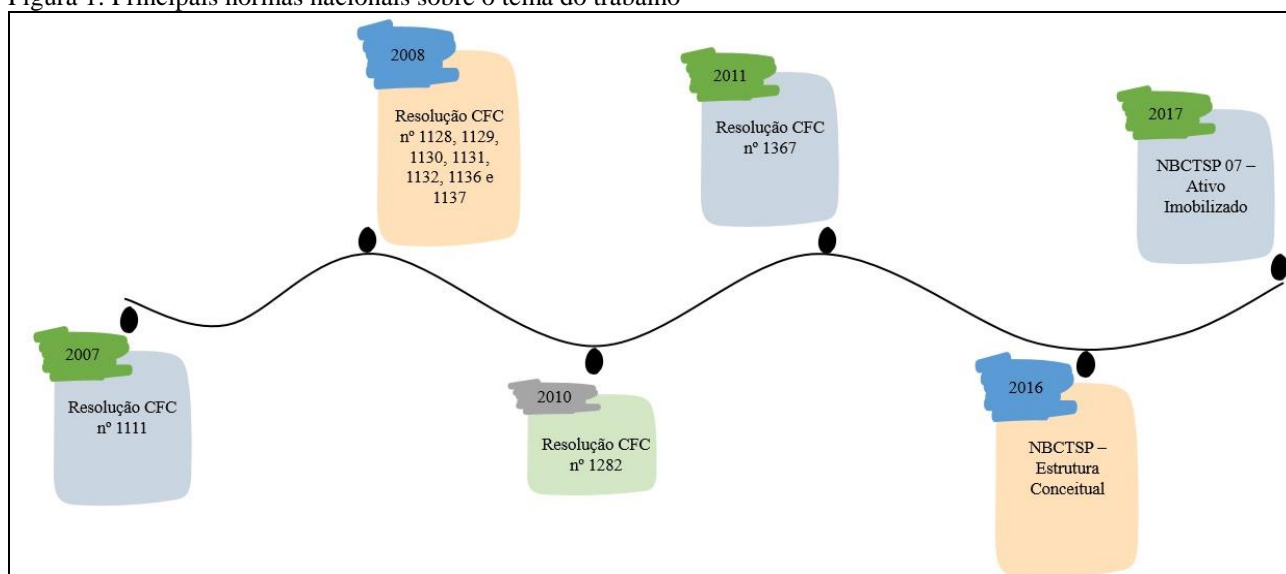 Figura 1: Principais normas nacionais sobre o tema do trabalho
2007
Resolução CFC
nº 1111
2008
Resolução CFC
nº 1128, 1129,
1130, 1131,
1132, 1136 e
1137
2010
Resolução CFC
nº 1282
2011
Resolução CFC
nº 1367
2016
NBCTSP –
Estrutura
Conceitual
2017
NBCTSP 07 –
Ativo
Imobilizado